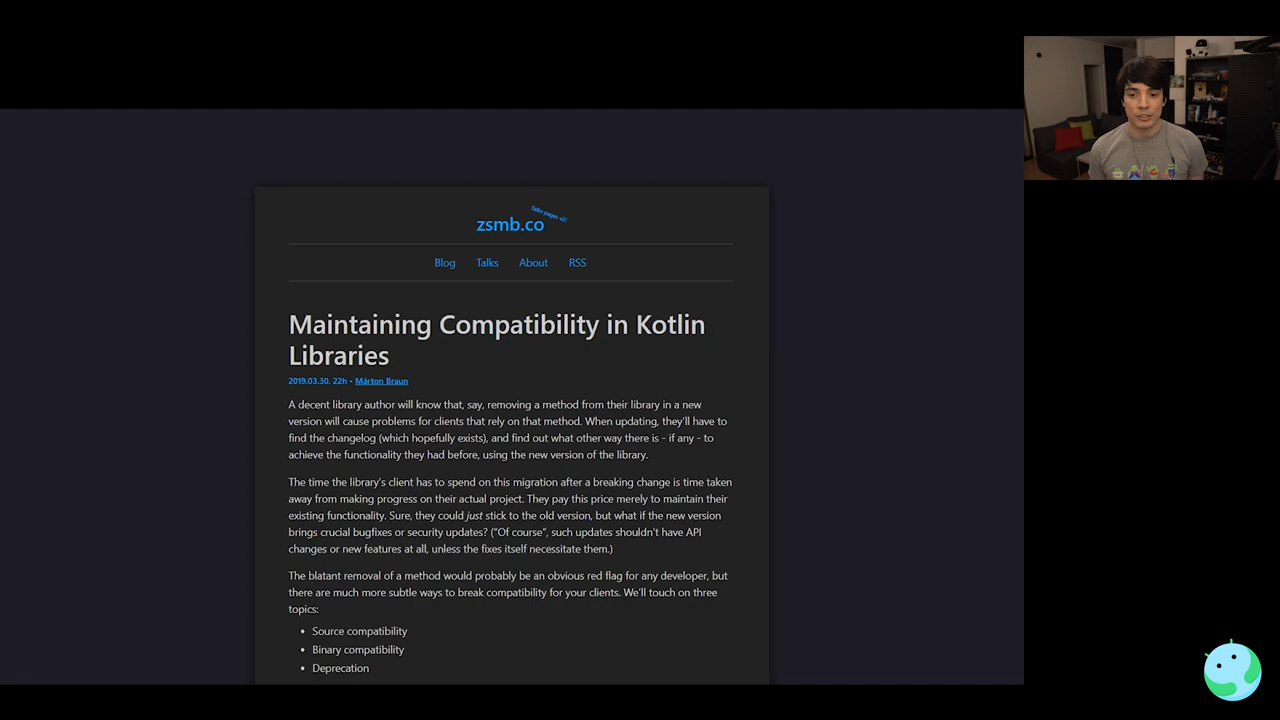 Talks pages v2!
zsmb.co
Blog Talks About RSS
Maintaining Compatibility in Kotlin
Libraries
2019.03.30. 22h • Márton Braun
A decent library author will know that, say, removing a method from their library in a new
version will cause problems for clients that rely on that method. When updating, they'll have to
find the changelog (which hopefully exists), and find out what other way there is - if any - to
achieve the functionality they had before, using the new version of the library.
The time the library's client has to spend on this migration after a breaking change is time taken
away from making progress on their actual project. They pay this price merely to maintain their
existing functionality. Sure, they could just stick to the old version, but what if the new version
brings crucial bugfixes or security updates? ("Of course", such updates shouldn't have API
changes or new features at all, unless the fixes itself necessitate them.)
The blatant removal of a method would probably be an obvious red flag for any developer, but
there are much more subtle ways to break compatibility for your clients. We'll touch on three
topics:
• Source compatibility
• Binary compatibility
• Deprecation